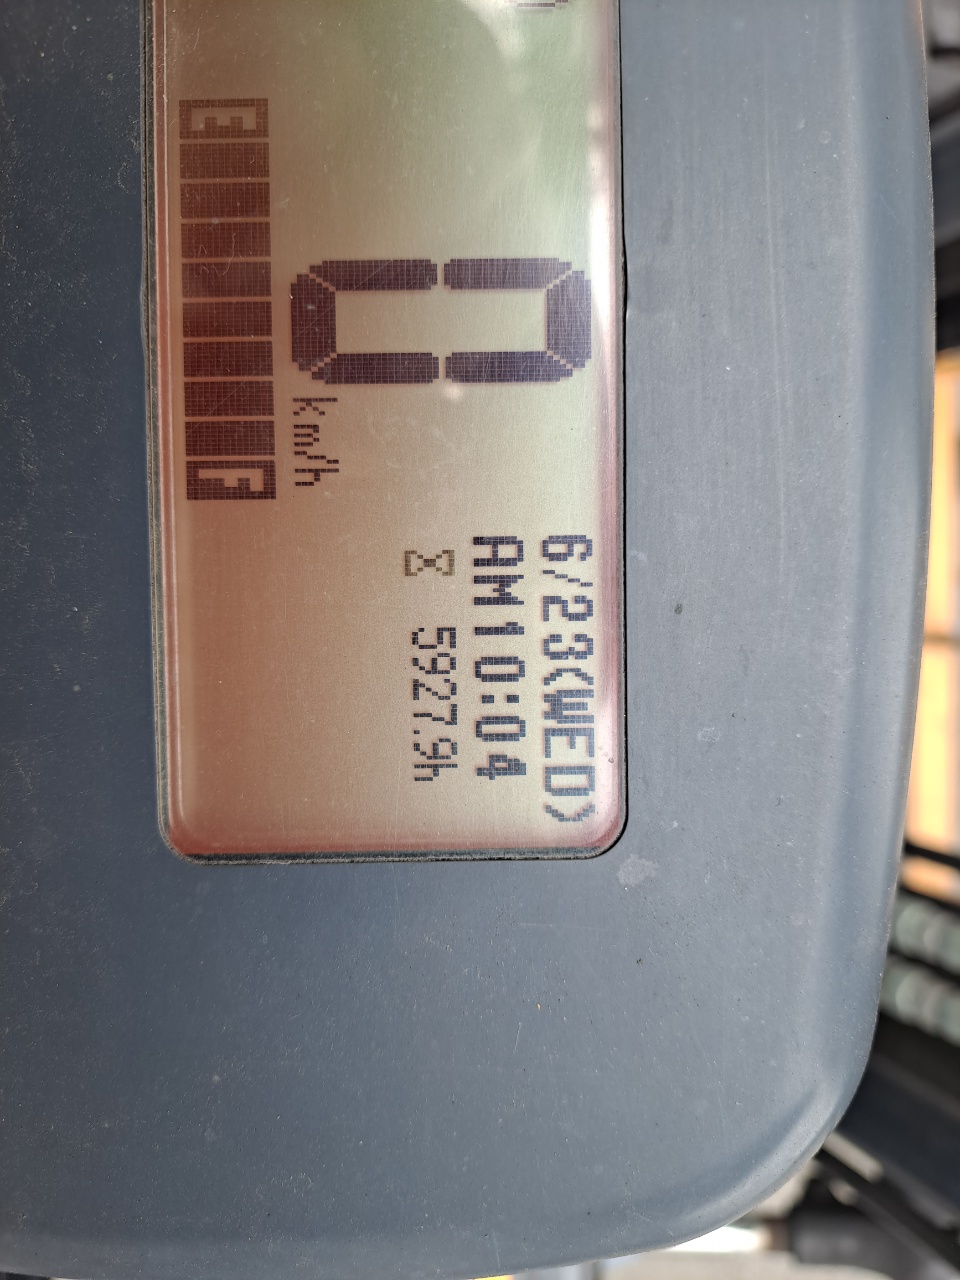 6/23(WED)
AM10:04
5927.9h
0
km/h
E F